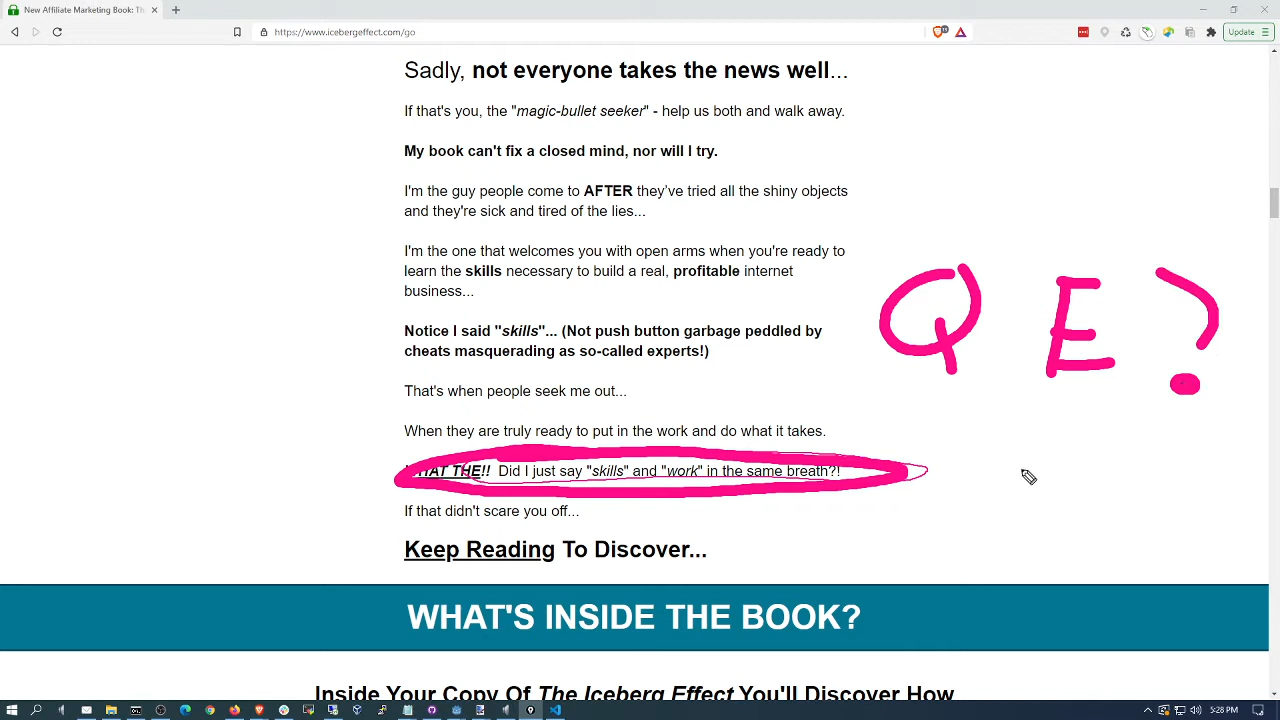 New Affiliate Marketing Book: Th
https://www.icebergeffect.com/go
Update
Sadly, not everyone takes the news well...
If that's you, the "magic-bullet seeker" - help us both and walk away.
My book can't fix a closed mind, nor will I try.
I'm the guy people come to AFTER they've tried all the shiny objects
and they're sick and tired of the lies...
I'm the one that welcomes you with open arms when you're ready to
learn the skills necessary to build a real, profitable internet
business...
Notice I said "skills"... (Not push button garbage peddled by
cheats masquerading as so-called experts!)
That's when people seek me out...
When they are truly ready to put in the work and do what it takes.
THE!! Did I just say "skills" and "work" in the same breath?!
If that didn't scare you off...
Keep Reading To Discover...
Q E ?
WHAT'S INSIDE THE BOOK?
Inside Your Copy Of The Iceberg Effect You'll Discover How
5:28 PM